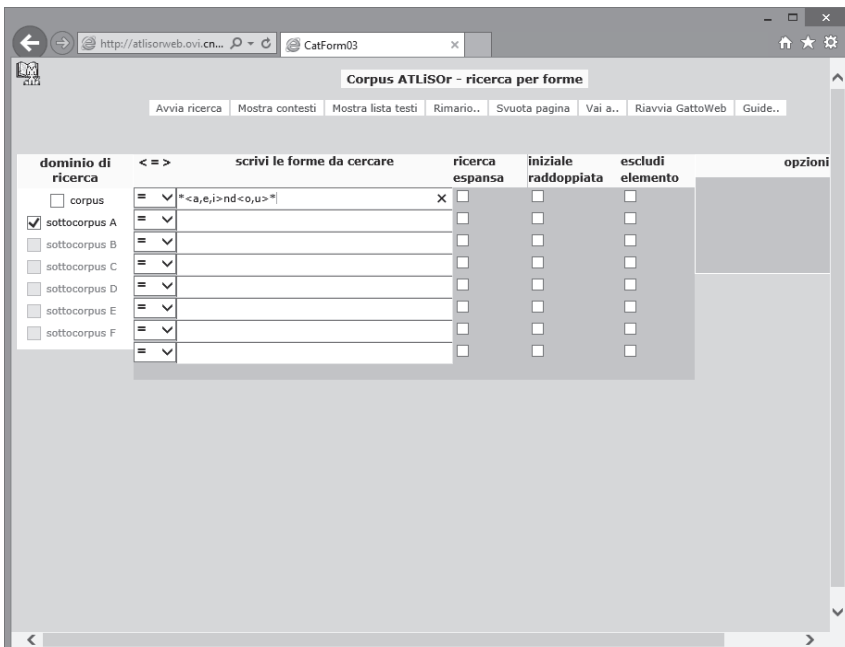 http://atlisorweb.ovi.cn... CatForm03
Corpus ATLiSOr - ricerca per forme
Avvia ricerca Mostra contesti Mostra lista testi Rimario.. Svuota pagina Vai a.. Riavvia GattoWeb Guide..
dominio di ricerca < = > scrivi le forme da cercare ricerca espansa iniziale raddoppiata escludi elemento opzioni
corpus = *<a,e,i>nd<o,u>*
sottocorpus A =
sottocorpus B =
sottocorpus C =
sottocorpus D =
sottocorpus E =
sottocorpus F =
=